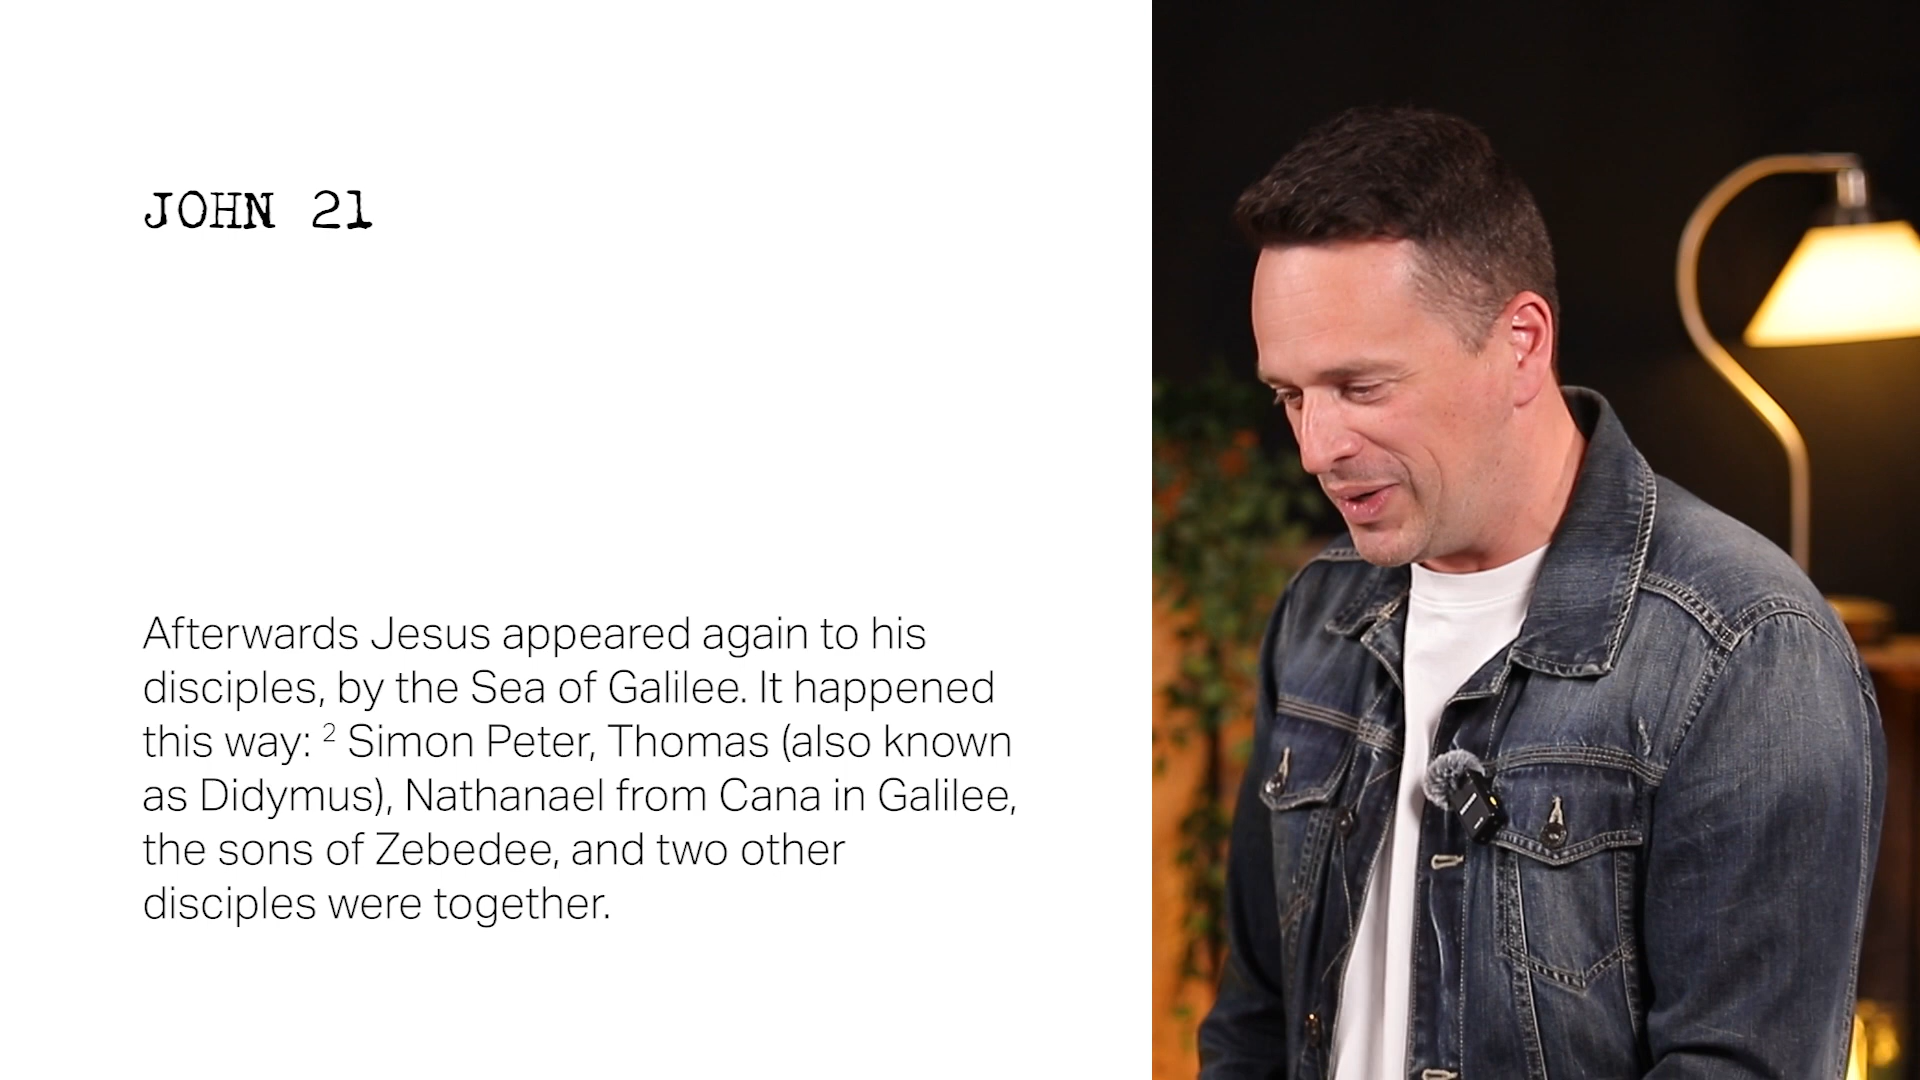 JOHN 21
Afterwards Jesus appeared again to his
disciples, by the Sea of Galilee. It happened
this way: ² Simon Peter, Thomas (also known
as Didymus), Nathanael from Cana in Galilee,
the sons of Zebedee, and two other
disciples were together.